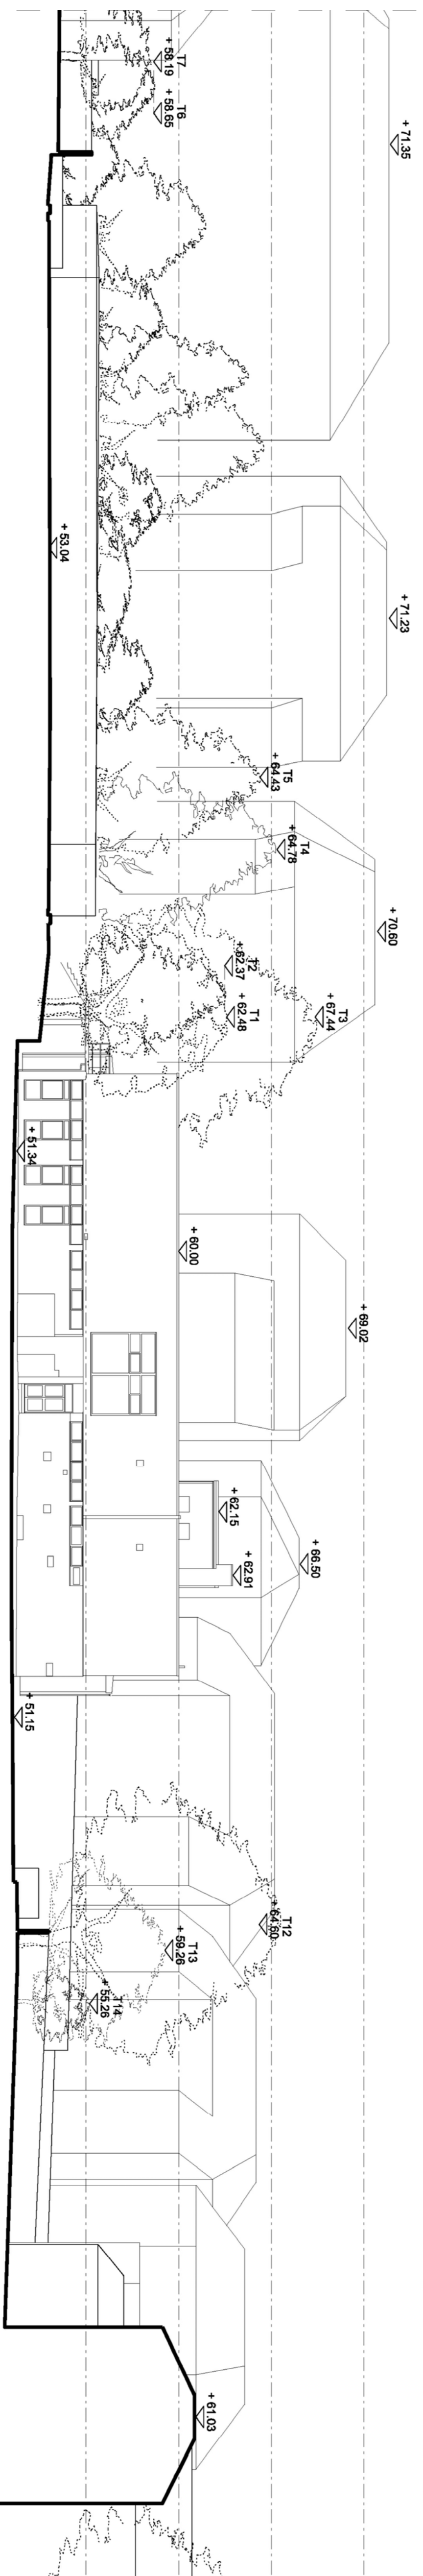 T7
+ 58.19
T6
+ 58.65
+ 71.35
+ 53.04
+ 71.23
T5
+ 64.43
T4
+ 64.78
+ 70.60
T2
+ 62.37
T1
+ 62.48
T3
+ 67.44
+ 51.34
+ 60.00
+ 69.02
+ 62.15
+ 62.91
+ 66.50
+ 51.15
T12
+ 64.60
T13
+ 59.26
T14
+ 55.26
+ 61.03